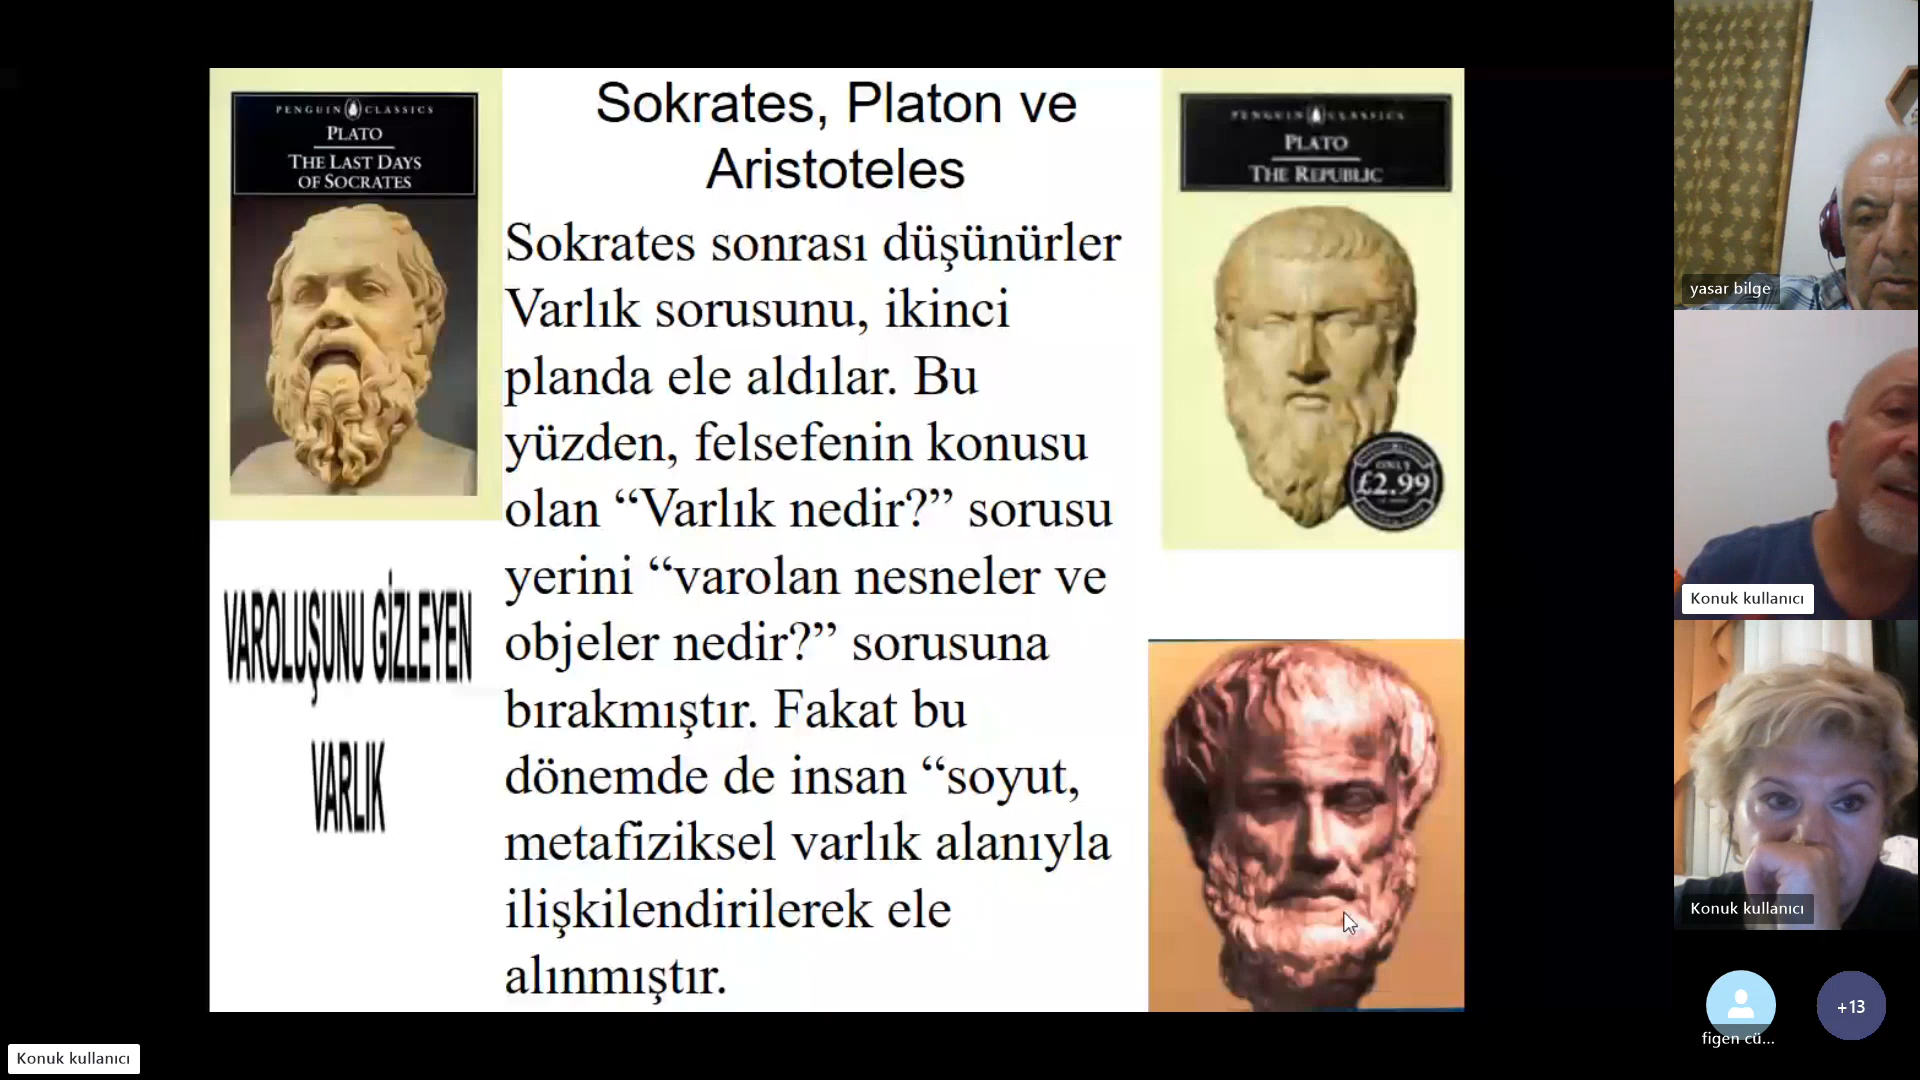 PENGUIN CLASSICS
PLATO
THE LAST DAYS
OF SOCRATES
Sokrates, Platon ve
Aristoteles
PENGUIN CLASSICS
PLATO
THE REPUBLIC
Sokrates sonrası düşünürler
Varlık sorusunu, ikinci
planda ele aldılar. Bu
yüzden, felsefenin konusu
olan “Varlık nedir?” sorusu
yerini “varolan nesneler ve
objeler nedir?” sorusuna
bırakmıştır. Fakat bu
dönemde de insan “soyut,
metafiziksel varlık alanıyla
ilişkilendirilerek ele
alınmıştır.
ONLY
£2.99
VAROLUŞUNU GİZLEYEN
VARLIK
yasar bilge
Konuk kullanıcı
Konuk kullanıcı
figen cü...
+13
Konuk kullanıcı